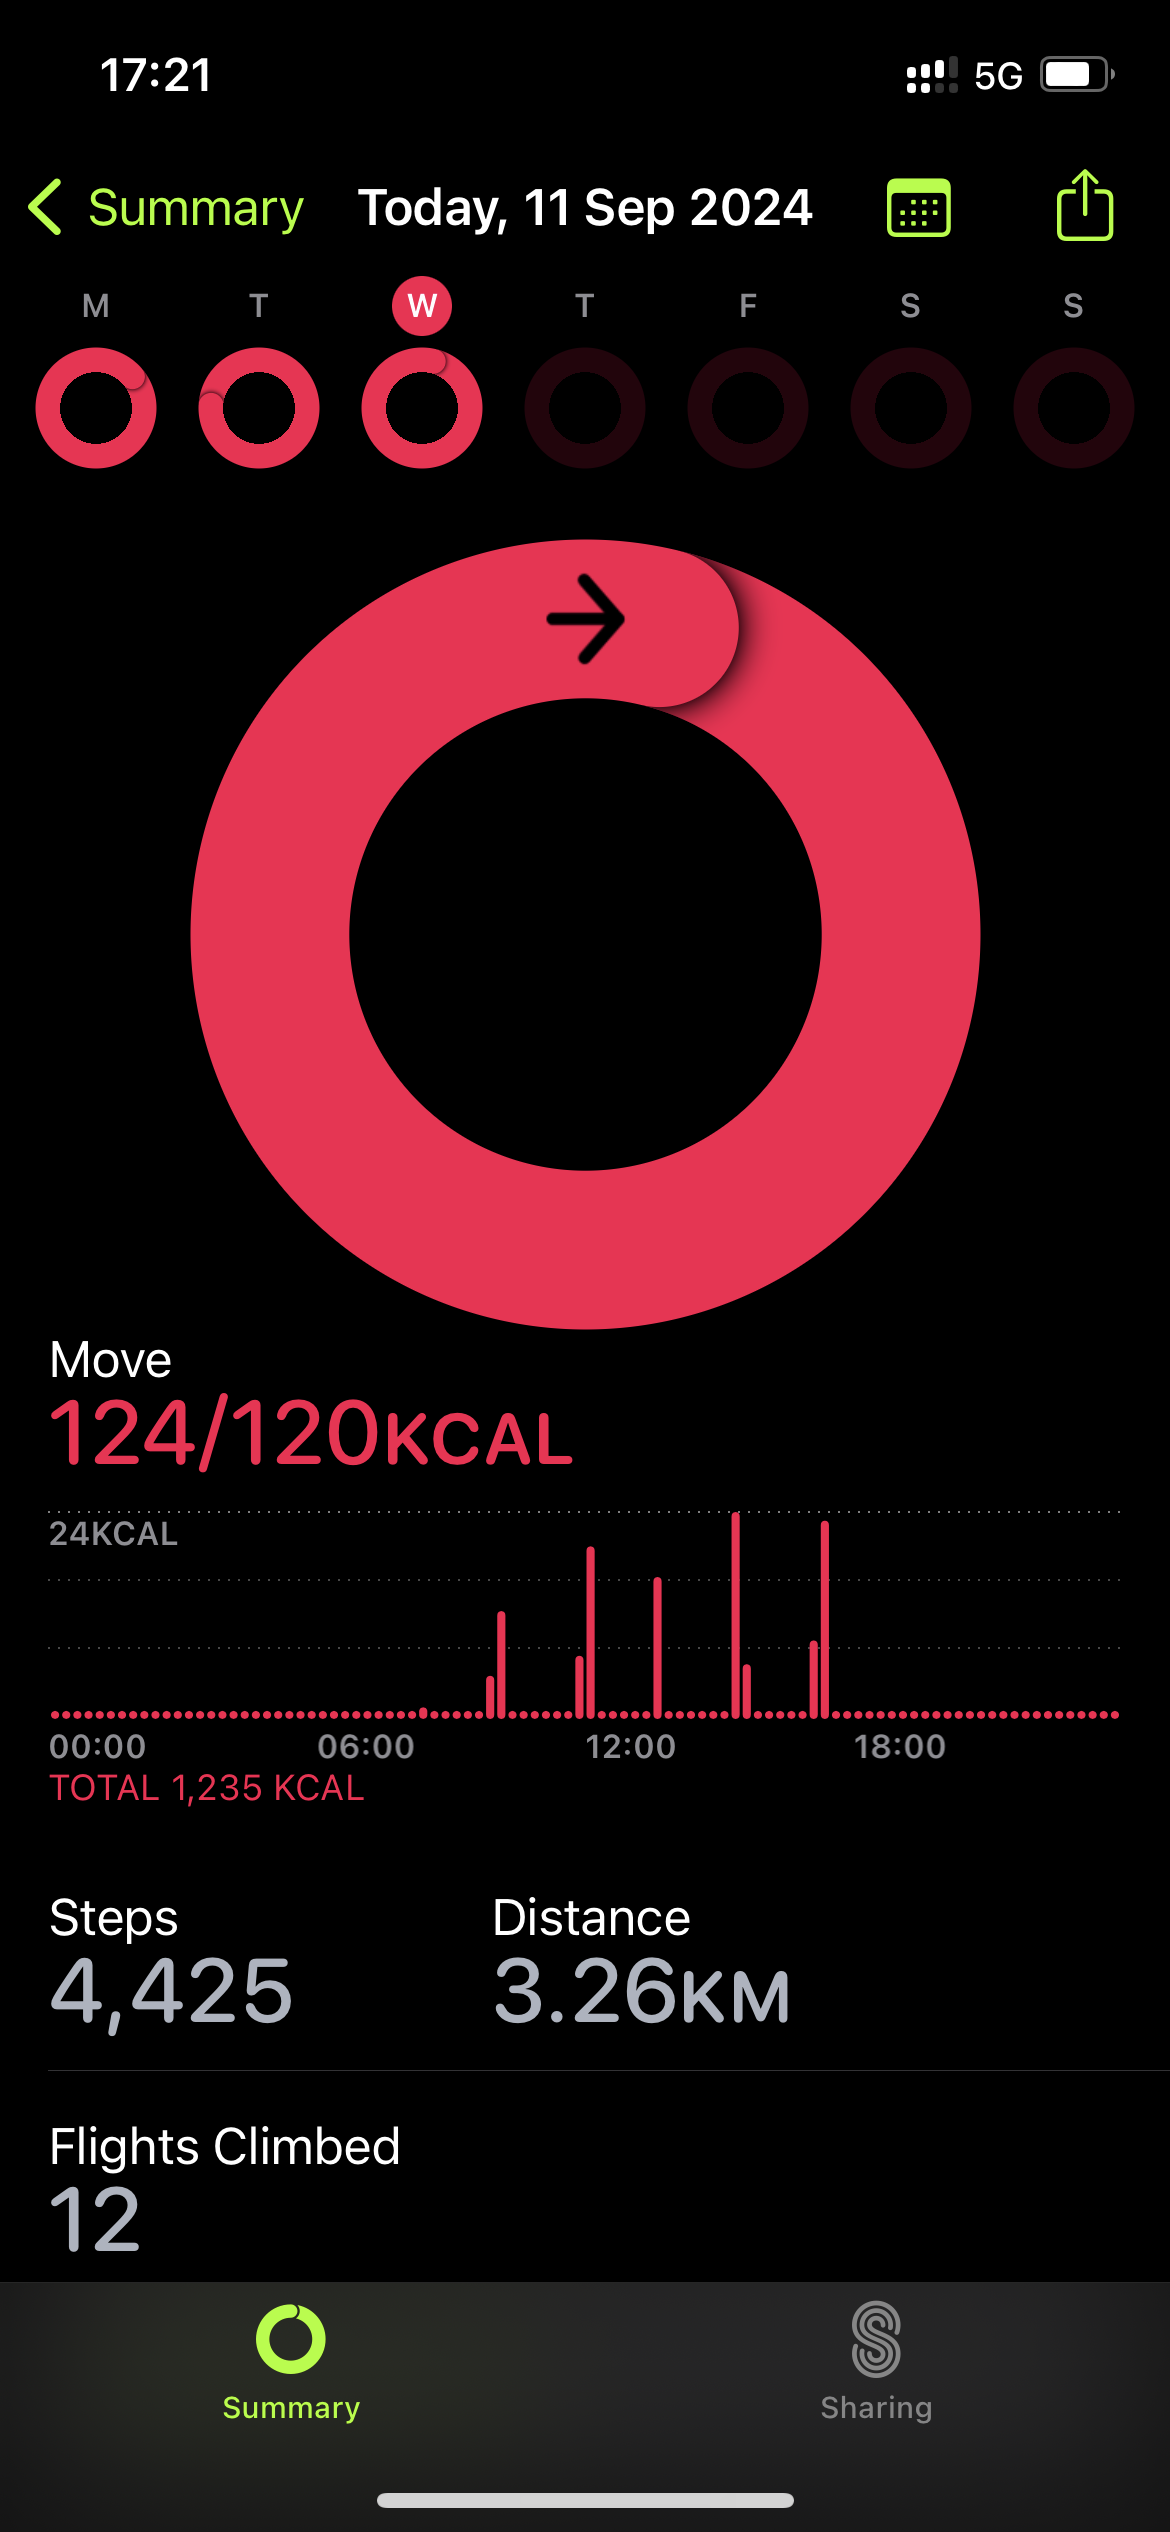 17:21 5G
Summary Today, 11 Sep 2024
M T W T F S S
Move
124/120KCAL
24KCAL
00:00 06:00 12:00 18:00
TOTAL 1,235 KCAL
Steps Distance
4,425 3.26KM
Flights Climbed
12
Summary Sharing